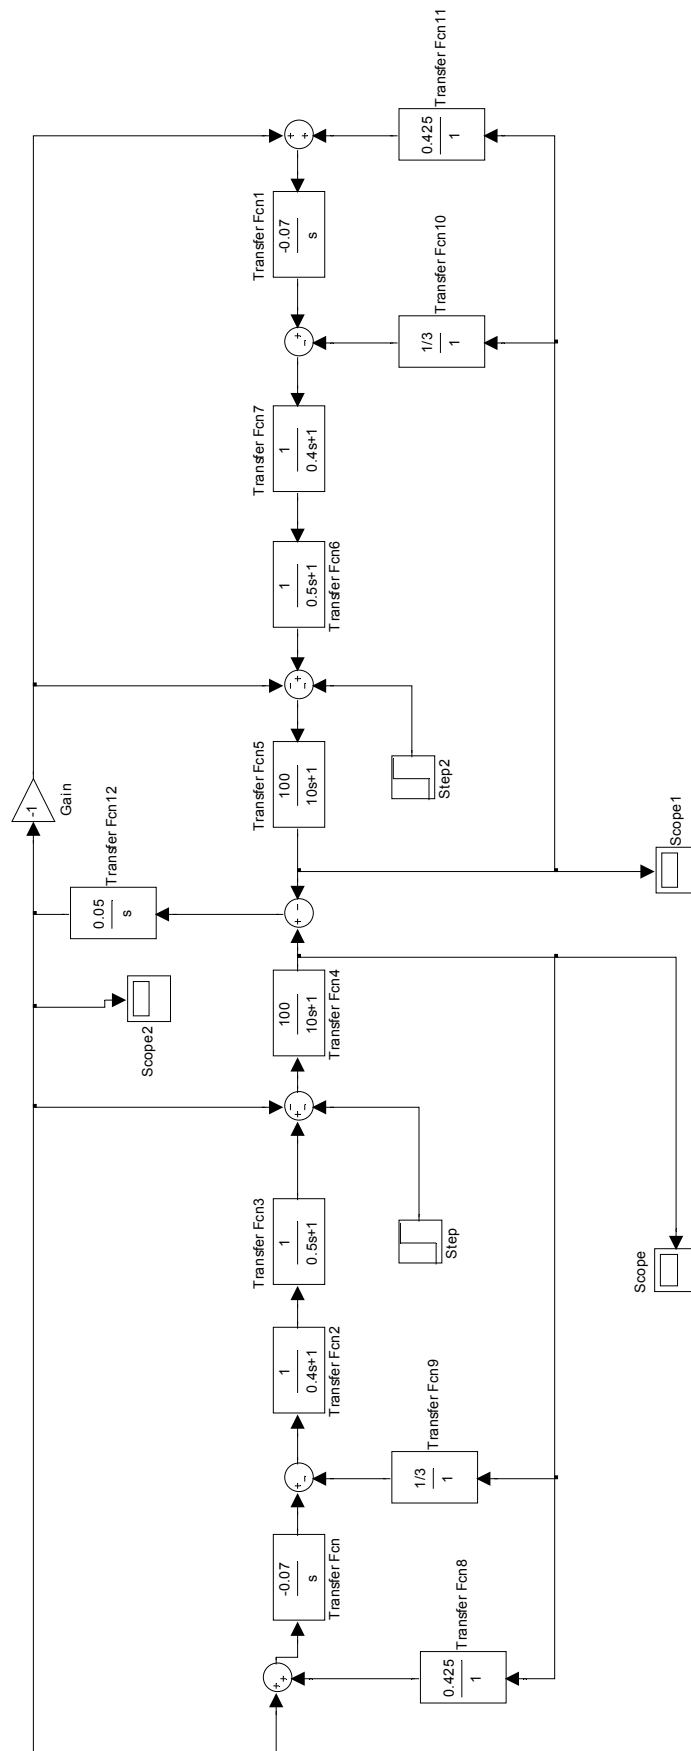 -1
Gain
0.05
s
Transfer Fcn12
Scope2
0.425
1
Transfer Fcn8
-0.07
s
Transfer Fcn
1/3
1
Transfer Fcn9
1
0.4s+1
Transfer Fcn2
Transfer Fcn3
1
0.5s+1
Step
100
10s+1
Transfer Fcn4
Transfer Fcn5
100
10s+1
Step2
1
0.5s+1
Transfer Fcn6
Transfer Fcn7
1
0.4s+1
1/3
1
Transfer Fcn10
Transfer Fcn1
-0.07
s
0.425
1
Transfer Fcn11
Scope
Scope1